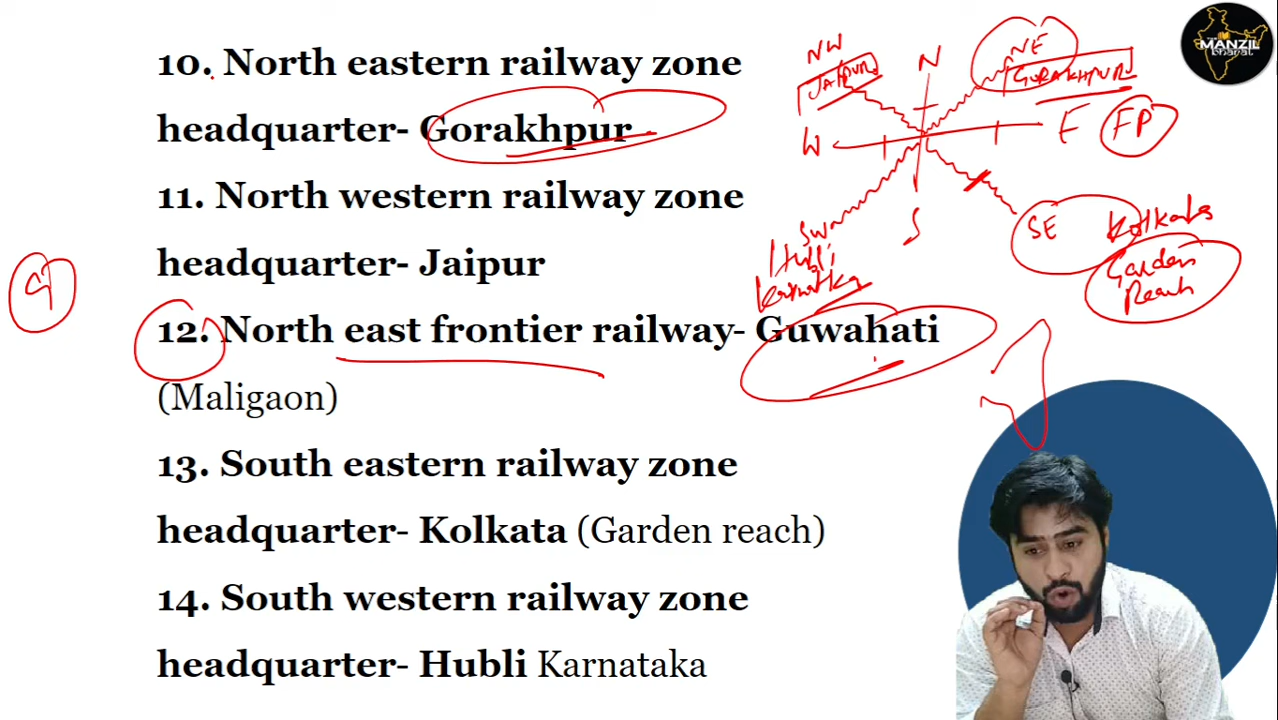 10. North eastern railway zone
headquarter- Gorakhpur
11. North western railway zone
headquarter- Jaipur
12. North east frontier railway- Guwahati
(Maligaon)
13. South eastern railway zone
headquarter- Kolkata (Garden reach)
14. South western railway zone
headquarter- Hubli Karnataka
NW
JAIPUR
N
NE
GORAKHPUR
W
E
S
SW
Hubli
Karnatka
SE
Kolkata
Garden
Reach
MANZIL